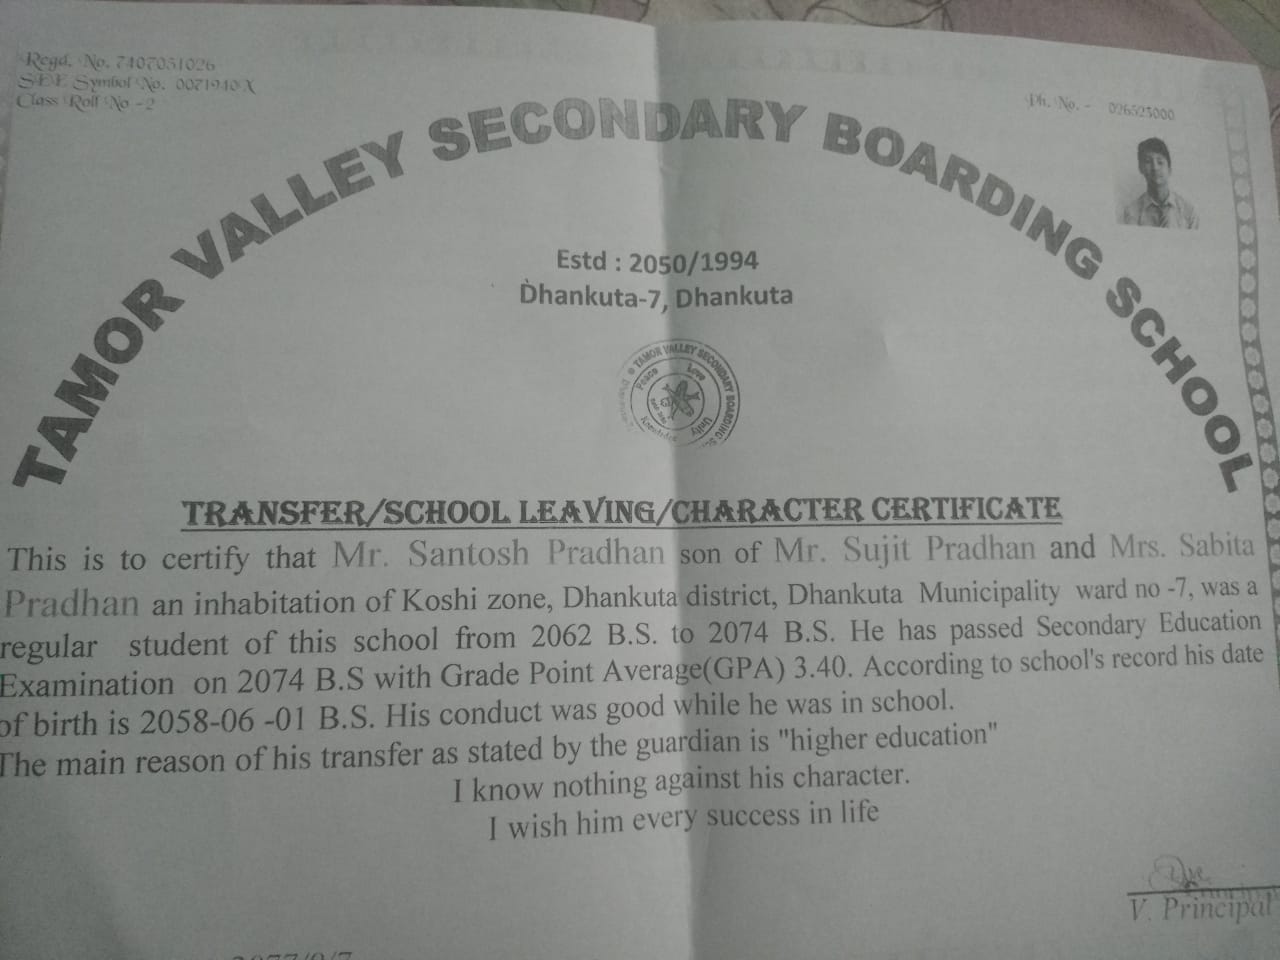 Regd. No. 7407051026
SEE Symbol No. 0071940 X
Class Roll No -2
Ph. No. - 026523000
TAMOR VALLEY SECONDARY BOARDING SCHOOL
Estd : 2050/1994
Dhankuta-7, Dhankuta
TAMOR VALLEY SECONDARY BOARDING
Peace Love
Knowledge Unity
TRANSFER/SCHOOL LEAVING/CHARACTER CERTIFICATE
This is to certify that Mr. Santosh Pradhan son of Mr. Sujit Pradhan and Mrs. Sabita
Pradhan an inhabitation of Koshi zone, Dhankuta district, Dhankuta Municipality ward no -7, was a
regular student of this school from 2062 B.S. to 2074 B.S. He has passed Secondary Education
Examination on 2074 B.S with Grade Point Average(GPA) 3.40. According to school's record his date
of birth is 2058-06 -01 B.S. His conduct was good while he was in school.
The main reason of his transfer as stated by the guardian is "higher education"
I know nothing against his character.
I wish him every success in life
V. Principal